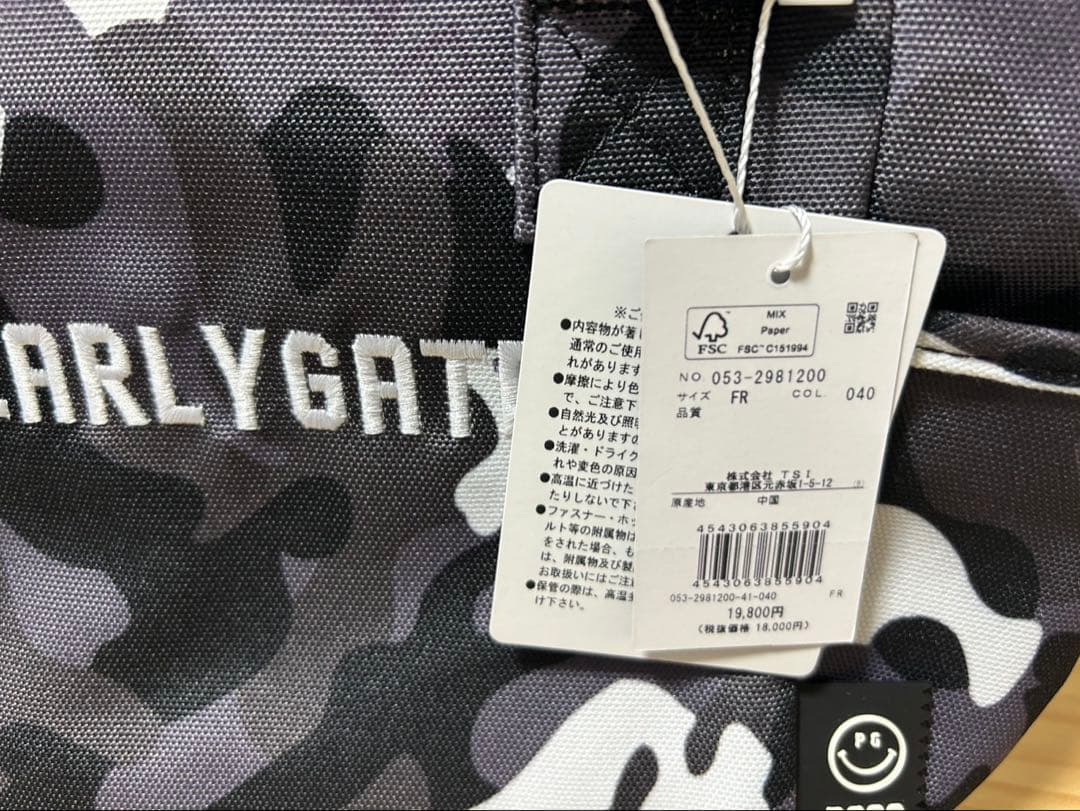 EARLYGAT
※ご
●内容物が著し
通常のご使用
れがあります
●摩擦により色
で、ご注意下
●自然光及び照明
とがありますの
●洗濯・ドライク
れや変色の原因
●高温に近づけた
たりしないで下
●ファスナー・ホッ
ルト等の附属物は
をされた場合、も
は、附属物及び製
お取扱いにはご注
●保管の際は、高温
け下さい。
FSC
MIX
Paper
FSC™ C151994
NO. 053-2981200
サイズ FR COL. 040
品質
株式会社 TSI
東京都港区元赤坂1-5-12
原産地 中国
4543063855904
4543063855904
053-2981200-41-040 FR
19,800円
(税抜価格 18,000円)
PG